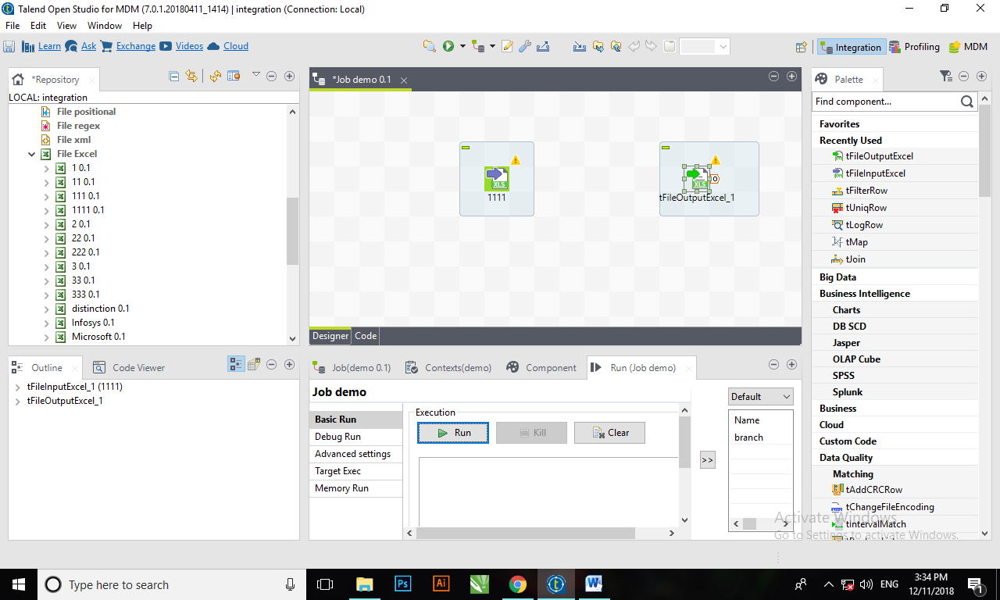 Talend Open Studio for MDM (7.0.1.20180411_1414) | integration (Connection: Local)
File Edit View Window Help
Learn Ask Exchange Videos Cloud
Integration Profiling MDM
*Repository
LOCAL: integration
File positional
File regex
File xml
File Excel
1 0.1
11 0.1
111 0.1
1111 0.1
2 0.1
22 0.1
222 0.1
3 0.1
33 0.1
333 0.1
distinction 0.1
Infosys 0.1
Microsoft 0.1
*Job demo 0.1
XLS
1111
XLS
tFileOutputExcel_1
Designer Code
Palette
Find component...
Favorites
Recently Used
tFileOutputExcel
tFileInputExcel
tFilterRow
tUniqRow
tLogRow
tMap
tJoin
Big Data
Business Intelligence
Charts
DB SCD
Jasper
OLAP Cube
SPSS
Splunk
Business
Cloud
Custom Code
Data Quality
Matching
tAddCRCRow
tChangeFileEncoding
tIntervalMatch
Outline Code Viewer
tFileInputExcel_1 (1111)
tFileOutputExcel_1
Job(demo 0.1) Contexts(demo) Component Run (Job demo)
Job demo
Basic Run
Debug Run
Advanced settings
Target Exec
Memory Run
Execution
Run Kill Clear
>>
Default
Name
branch
Activate Windows
Go to Settings to activate Windows.
Type here to search
Ps
Ai
W
ENG
3:34 PM
12/11/2018
1